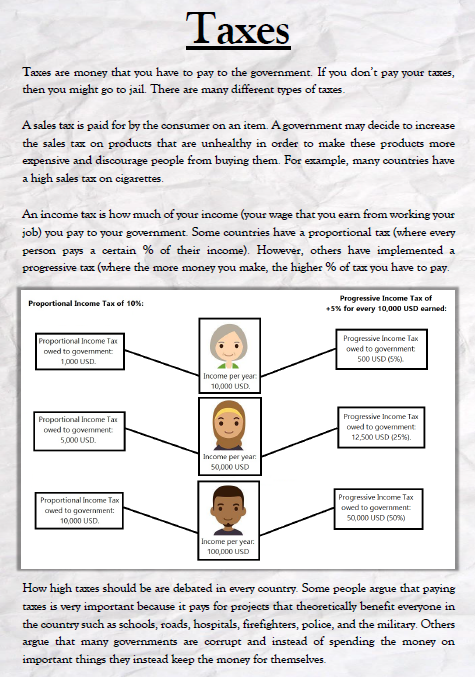 Taxes
Taxes are money that you have to pay to the government. If you don't pay your taxes,
then you might go to jail. There are many different types of taxes.
A sales tax is paid for by the consumer on an item. A government may decide to increase
the sales tax on products that are unhealthy in order to make these products more
expensive and discourage people from buying them. For example, many countries have
a high sales tax on cigarettes.
An income tax is how much of your income (your wage that you earn from working your
job) you pay to your government. Some countries have a proportional tax (where every
person pays a certain % of their income). However, others have implemented a
progressive tax (where the more money you make, the higher % of tax you have to pay.
Proportional Income Tax of 10%:
Progressive Income Tax of
+5% for every 10,000 USD earned:
Proportional Income Tax
owed to government:
1,000 USD.
Income per year:
10,000 USD.
Progressive Income Tax
owed to government:
500 USD (5%).
Proportional Income Tax
owed to government:
5,000 USD.
Income per year:
50,000 USD
Progressive Income Tax
owed to government:
12,500 USD (25%).
Proportional Income Tax
owed to government:
10,000 USD.
Income per year:
100,000 USD
Progressive Income Tax
owed to government:
50,000 USD (50%)
How high taxes should be are debated in every country. Some people argue that paying
taxes is very important because it pays for projects that theoretically benefit everyone in
the country such as schools, roads, hospitals, firefighters, police, and the military. Others
argue that many governments are corrupt and instead of spending the money on
important things they instead keep the money for themselves.